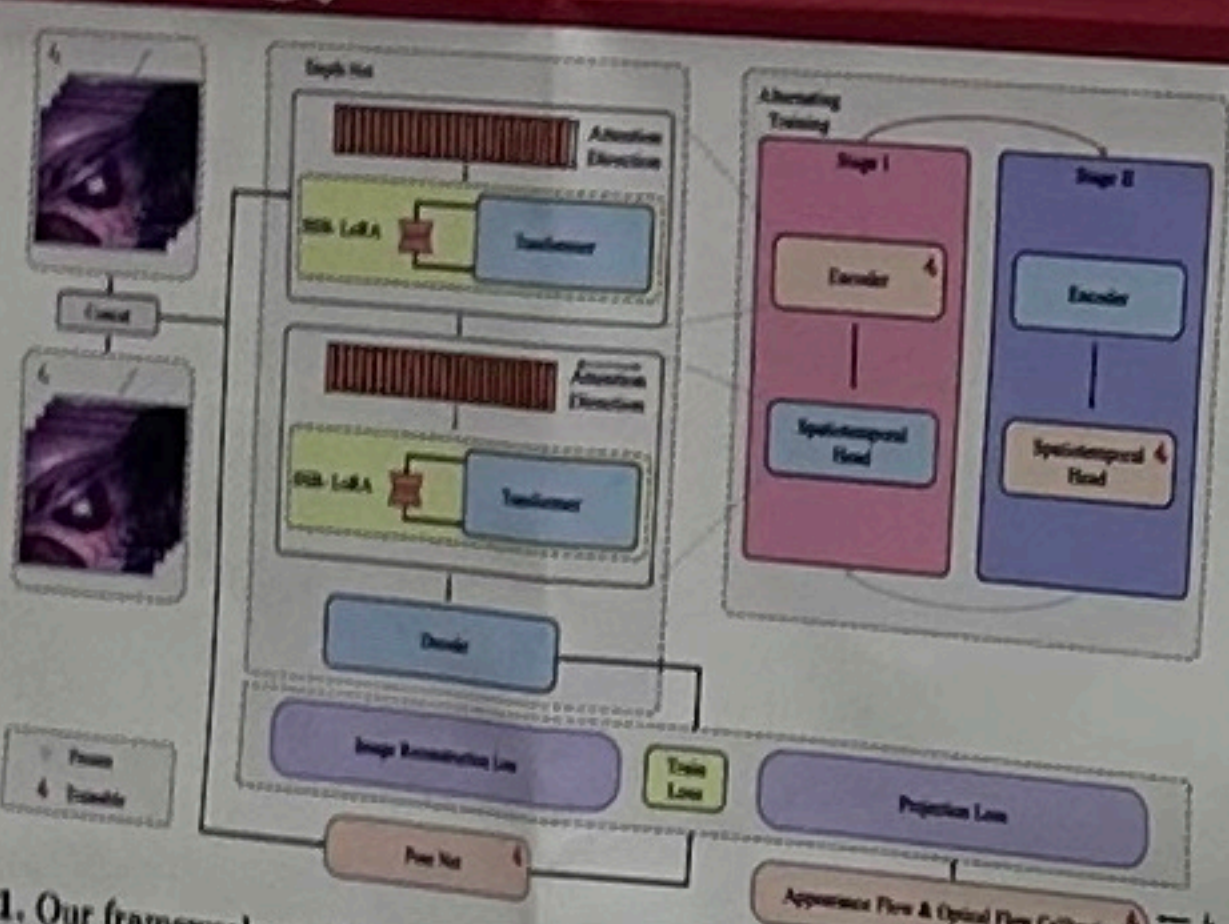 Depth Net
Attention
Direction
LoRA
Transformer
Concat
Attention
Direction
LoRA
Transformer
Decoder
Alternating
Training
Stage I
Encoder
Spatiotemporal
Head
Stage II
Encoder
Spatiotemporal
Head
Frozen
Trainable
Image Reconstruction Loss
Train
Loss
Projection Loss
Pose Net
Appearance Flow & Optical Flow
1. Our